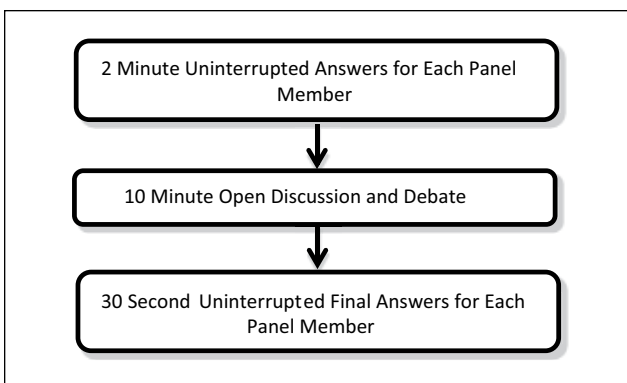 2 Minute Uninterrupted Answers for Each Panel
Member
10 Minute Open Discussion and Debate
30 Second Uninterrupted Final Answers for Each
Panel Member